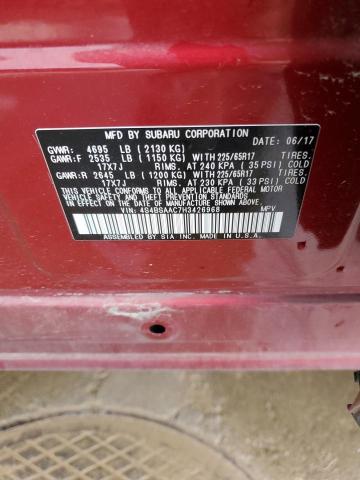 MFD BY SUBARU CORPORATION DATE: 06/17
GVWR: 4695 LB (2130 KG)
GAWR:F 2535 LB (1150 KG) WITH 225/65R17 TIRES.
17X7J RIMS. AT 240 KPA (35 PSI) COLD
GAWR:R 2645 LB (1200 KG) WITH 225/65R17 TIRES.
17X7J RIMS. AT 230 KPA (33 PSI) COLD
THIS VEHICLE CONFORMS TO ALL APPLICABLE FEDERAL MOTOR
VEHICLE SAFETY AND THEFT PREVENTION STANDARDS
IN EFFECT ON THE DATE OF MANUFACTURE SHOWN ABOVE.
VIN: 4S4BSAAC7H3426968 MPV
ASSEMBLED BY SIA, INC. MADE IN U.S.A.